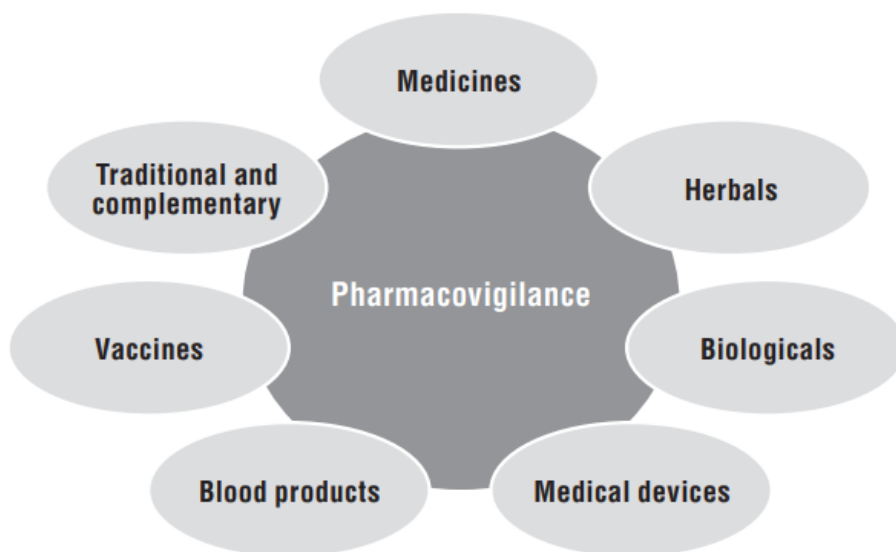 Medicines
Traditional and
complementary
Herbals
Pharmacovigilance
Vaccines
Biologicals
Blood products
Medical devices